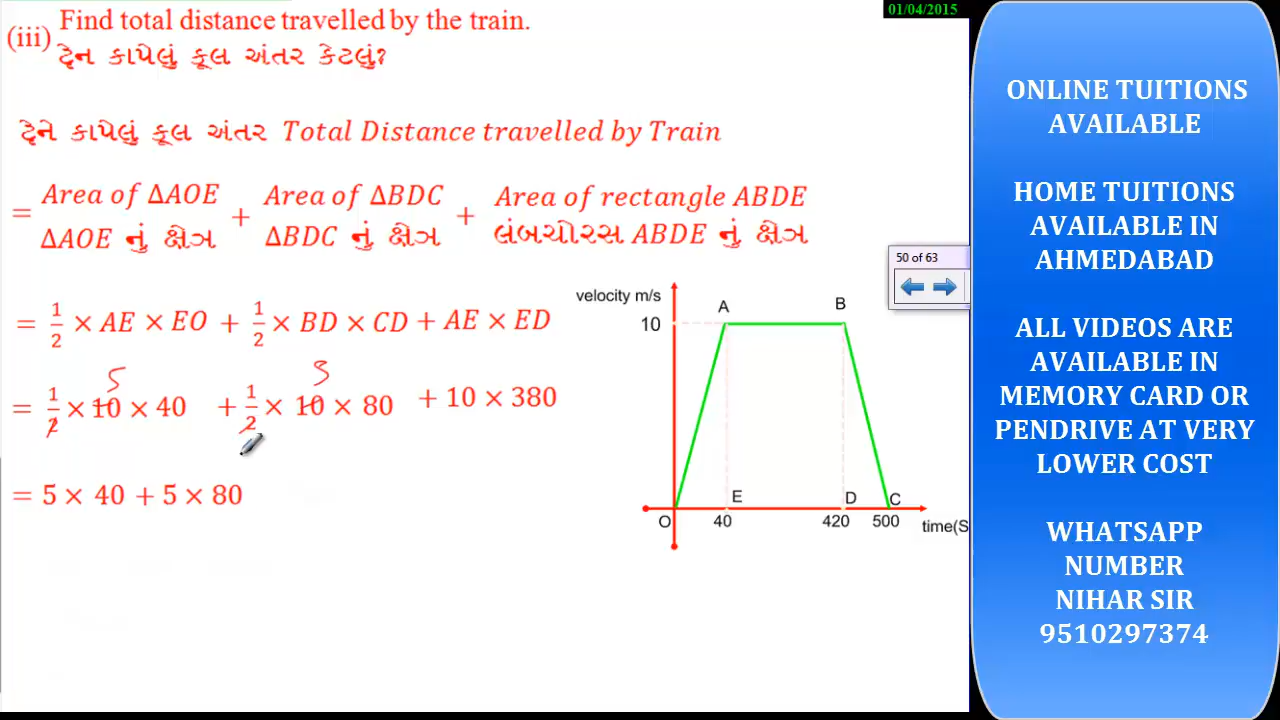 01/04/2015
(iii) Find total distance travelled by the train.
ટ્રેન કાપેલું કૂલ અંતર કેટલું?
ટ્રેને કાપેલું કૂલ અંતર Total Distance travelled by Train
= Area of ΔAOE + Area of ΔBDC + Area of rectangle ABDE
ΔAOE નું ક્ષેત્ર ΔBDC નું ક્ષેત્ર લંબચોરસ ABDE નું ક્ષેત્ર
= 1/2 × AE × EO + 1/2 × BD × CD + AE × ED
5 5
= 1/2 × 10 × 40 + 1/2 × 10 × 80 + 10 × 380
= 5 × 40 + 5 × 80
velocity m/s
A B
10
E D C
O 40 420 500
time(S
50 of 63
ONLINE TUITIONS
AVAILABLE
HOME TUITIONS
AVAILABLE IN
AHMEDABAD
ALL VIDEOS ARE
AVAILABLE IN
MEMORY CARD OR
PENDRIVE AT VERY
LOWER COST
WHATSAPP
NUMBER
NIHAR SIR
9510297374